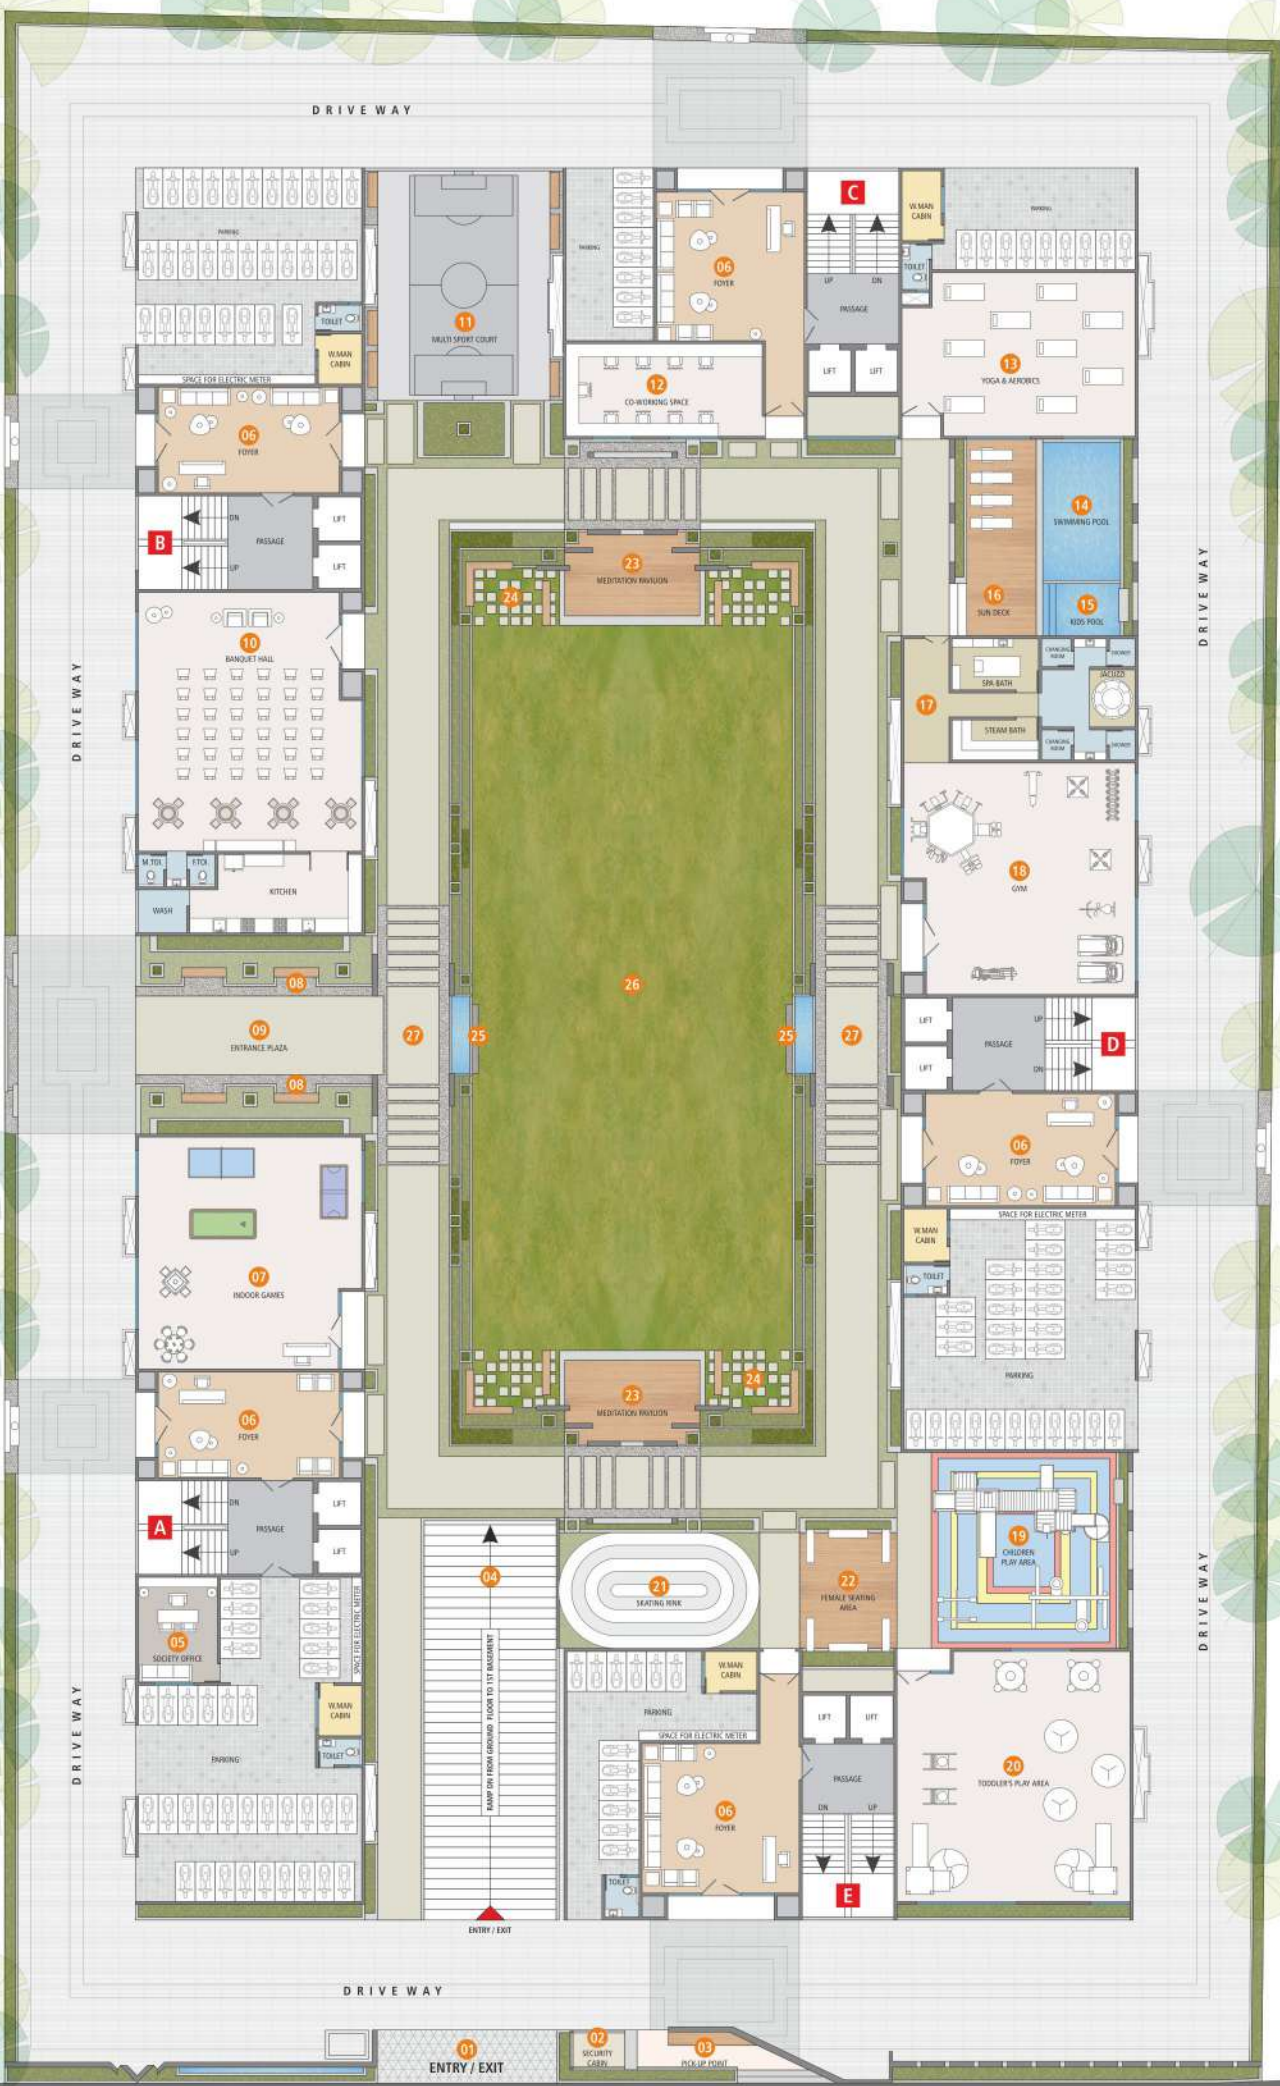 DRIVE WAY
C
W.MAN
CABIN
PARKING
PARKING
PARKING
06
FOYER
TOILET
UP
DN
PASSAGE
11
MULTI SPORT COURT
TOILET
W.MAN
CABIN
SPACE FOR ELECTRIC METER
13
YOGA & AEROBICS
LIFT
LIFT
12
CO-WORKING SPACE
06
FOYER
B
DN
UP
PASSAGE
LIFT
LIFT
14
SWIMMING POOL
16
SUN DECK
15
KIDS POOL
23
MEDITATION PAVILION
24
DRIVE WAY
DRIVE WAY
10
BANQUET HALL
CHANGING
ROOM
SHOWER
SPA BATH
JACUZZI
17
STEAM BATH
CHANGING
ROOM
SHOWER
M.TOI.
F.TOI.
KITCHEN
WASH
18
GYM
08
26
09
ENTRANCE PLAZA
27
25
25
27
08
LIFT
LIFT
PASSAGE
UP
DN
D
06
FOYER
SPACE FOR ELECTRIC METER
W.MAN
CABIN
TOILET
PARKING
07
INDOOR GAMES
23
MEDITATION PAVILION
24
06
FOYER
A
DN
UP
PASSAGE
LIFT
LIFT
04
RAMP DN FROM GROUND FLOOR TO 1ST BASEMENT
21
SKATING RINK
22
FEMALE SEATING
AREA
19
CHILDREN
PLAY AREA
DRIVE WAY
05
SOCIETY OFFICE
SPACE FOR ELECTRIC METER
W.MAN
CABIN
TOILET
PARKING
DRIVE WAY
W.MAN
CABIN
PARKING
SPACE FOR ELECTRIC METER
LIFT
LIFT
PASSAGE
DN
UP
20
TODDLER'S PLAY AREA
06
FOYER
TOILET
E
ENTRY / EXIT
DRIVE WAY
01
ENTRY / EXIT
02
SECURITY
CABIN
03
PICK-UP POINT